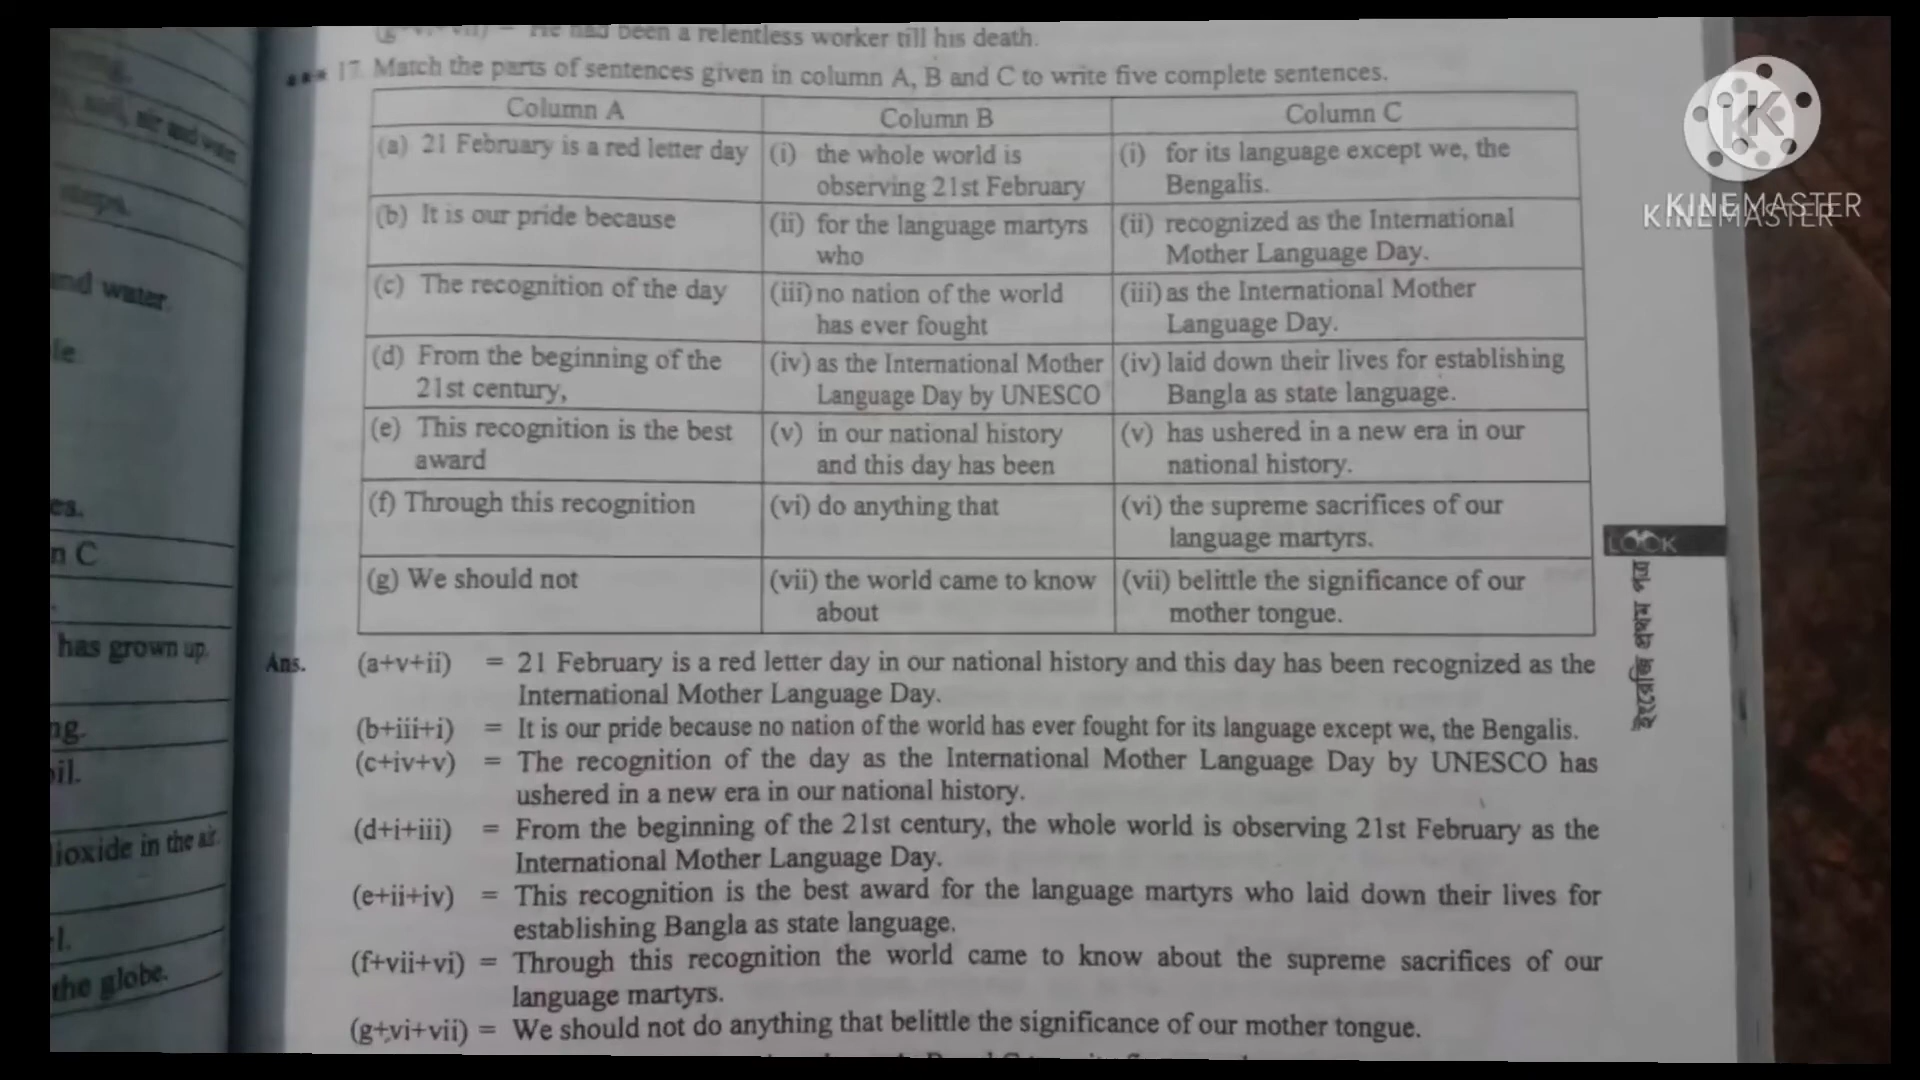 He had been a relentless worker till his death.
17. Match the parts of sentences given in column A, B and C to write five complete sentences.
Column A Column B Column C
(a) 21 February is a red letter day (i) the whole world is observing 21st February (i) for its language except we, the Bengalis.
(b) It is our pride because (ii) for the language martyrs who (ii) recognized as the International Mother Language Day.
(c) The recognition of the day (iii) no nation of the world has ever fought (iii) as the International Mother Language Day.
(d) From the beginning of the 21st century, (iv) as the International Mother Language Day by UNESCO (iv) laid down their lives for establishing Bangla as state language.
(e) This recognition is the best award (v) in our national history and this day has been (v) has ushered in a new era in our national history.
(f) Through this recognition (vi) do anything that (vi) the supreme sacrifices of our language martyrs.
(g) We should not (vii) the world came to know about (vii) belittle the significance of our mother tongue.
Ans. (a+v+ii) = 21 February is a red letter day in our national history and this day has been recognized as the
International Mother Language Day.
(b+iii+i) = It is our pride because no nation of the world has ever fought for its language except we, the Bengalis.
(c+iv+v) = The recognition of the day as the International Mother Language Day by UNESCO has
ushered in a new era in our national history.
(d+i+iii) = From the beginning of the 21st century, the whole world is observing 21st February as the
International Mother Language Day.
(e+ii+iv) = This recognition is the best award for the language martyrs who laid down their lives for
establishing Bangla as state language.
(f+vii+vi) = Through this recognition the world came to know about the supreme sacrifices of our
language martyrs.
(g+vi+vii) = We should not do anything that belittle the significance of our mother tongue.
soil, air and water
steps.
and water.
n C
has grown up.
ioxide in the air.
the globe.
LOOK
ইংরেজি প্রথম পত্র
K
KINEMASTER
K
KINEMASTER